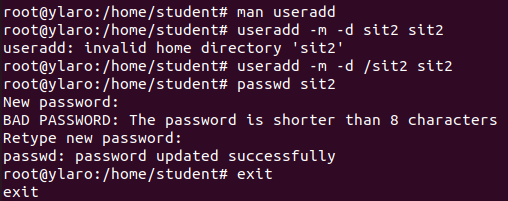 root@ylaro:/home/student# man useradd
root@ylaro:/home/student# useradd -m -d sit2 sit2
useradd: invalid home directory 'sit2'
root@ylaro:/home/student# useradd -m -d /sit2 sit2
root@ylaro:/home/student# passwd sit2
New password:
BAD PASSWORD: The password is shorter than 8 characters
Retype new password:
passwd: password updated successfully
root@ylaro:/home/student# exit
exit